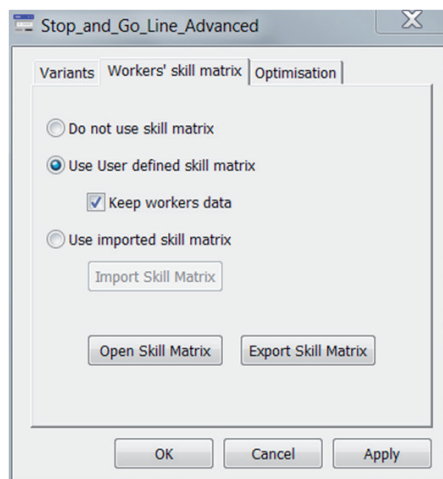 Stop_and_Go_Line_Advanced
Variants Workers' skill matrix Optimisation
Do not use skill matrix
Use User defined skill matrix
Keep workers data
Use imported skill matrix
Import Skill Matrix
Open Skill Matrix Export Skill Matrix
OK Cancel Apply